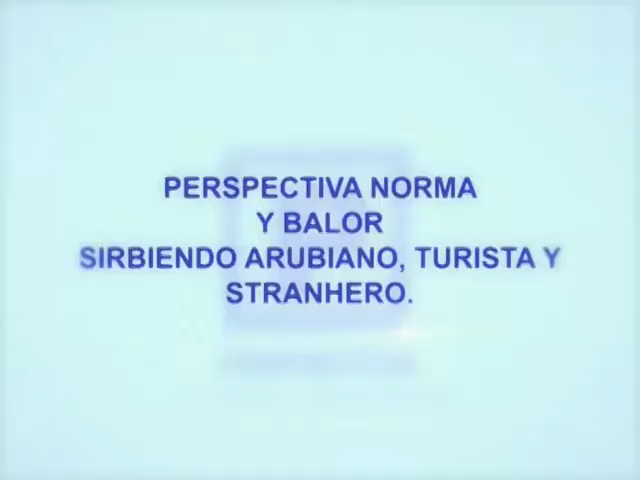 PERSPECTIVA NORMA
Y BALOR
SIRBIENDO ARUBIANO, TURISTA Y
STRANHERO.